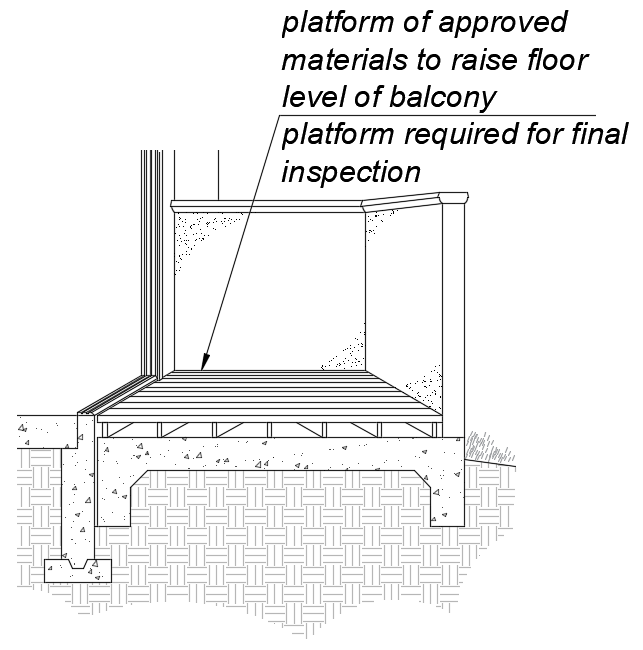 platform of approved
materials to raise floor
level of balcony
platform required for final
inspection